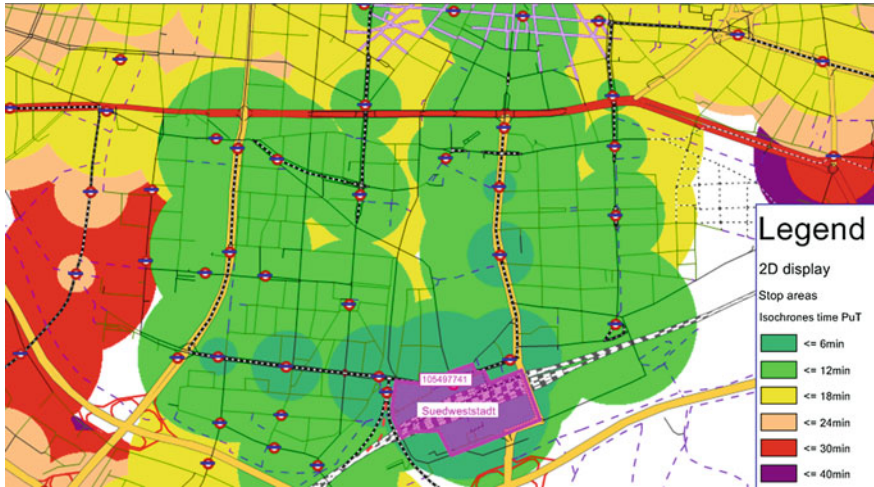 105497741
Suedweststadt
Legend
2D display
Stop areas
Isochrones time PuT
<= 6min
<= 12min
<= 18min
<= 24min
<= 30min
<= 40min